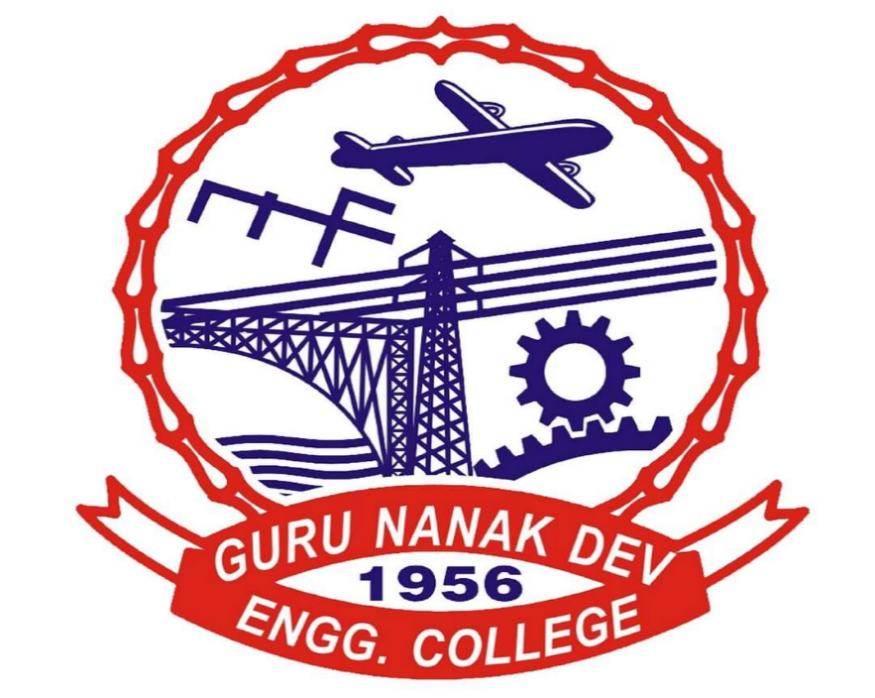 GURU NANAK DEV
1956
ENGG. COLLEGE